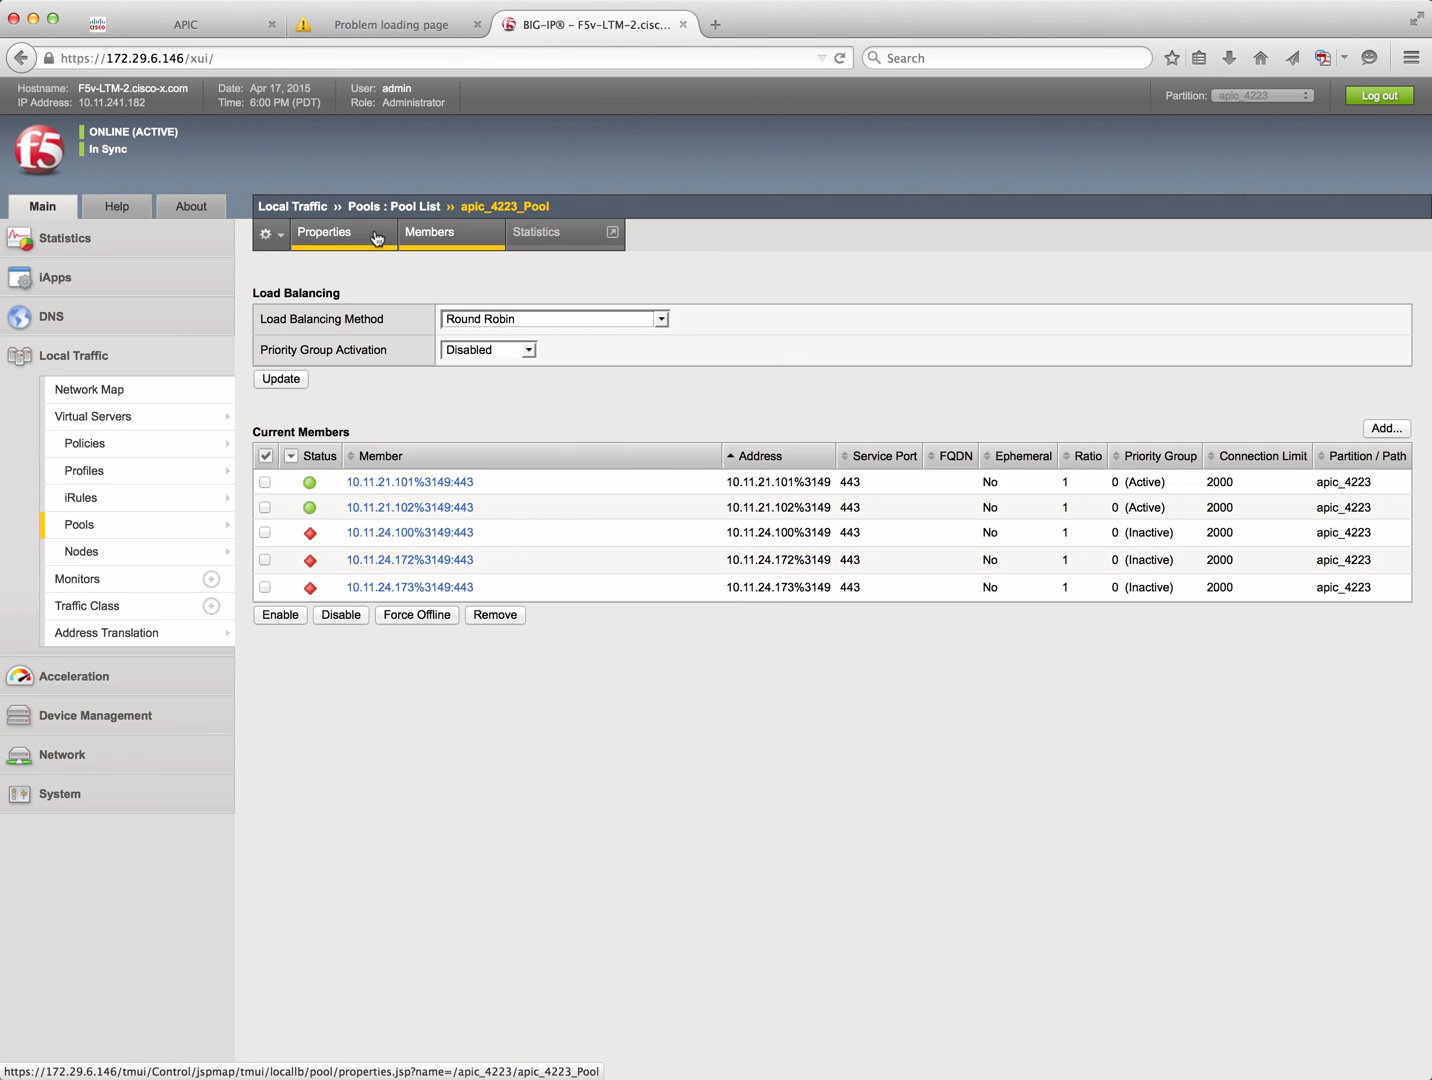 APIC
Problem loading page
BIG-IP® – F5v-LTM-2.cisc...
https://172.29.6.146/xui/
Search
Hostname: F5v-LTM-2.cisco-x.com
IP Address: 10.11.241.182
Date: Apr 17, 2015
Time: 6:00 PM (PDT)
User: admin
Role: Administrator
Partition: apic_4223
Log out
f5
ONLINE (ACTIVE)
In Sync
Main
Help
About
Local Traffic ›› Pools : Pool List ›› apic_4223_Pool
Properties
Members
Statistics
Statistics
iApps
DNS
Local Traffic
Network Map
Virtual Servers
Policies
Profiles
iRules
Pools
Nodes
Monitors
Traffic Class
Address Translation
Acceleration
Device Management
Network
System
Load Balancing
Load Balancing Method Round Robin
Priority Group Activation Disabled
Update
Current Members
Add...
Status Member Address Service Port FQDN Ephemeral Ratio Priority Group Connection Limit Partition / Path
10.11.21.101%3149:443 10.11.21.101%3149 443 No 1 0 (Active) 2000 apic_4223
10.11.21.102%3149:443 10.11.21.102%3149 443 No 1 0 (Active) 2000 apic_4223
10.11.24.100%3149:443 10.11.24.100%3149 443 No 1 0 (Inactive) 2000 apic_4223
10.11.24.172%3149:443 10.11.24.172%3149 443 No 1 0 (Inactive) 2000 apic_4223
10.11.24.173%3149:443 10.11.24.173%3149 443 No 1 0 (Inactive) 2000 apic_4223
Enable Disable Force Offline Remove
https://172.29.6.146/tmui/Control/jspmap/tmui/locallb/pool/properties.jsp?name=/apic_4223/apic_4223_Pool